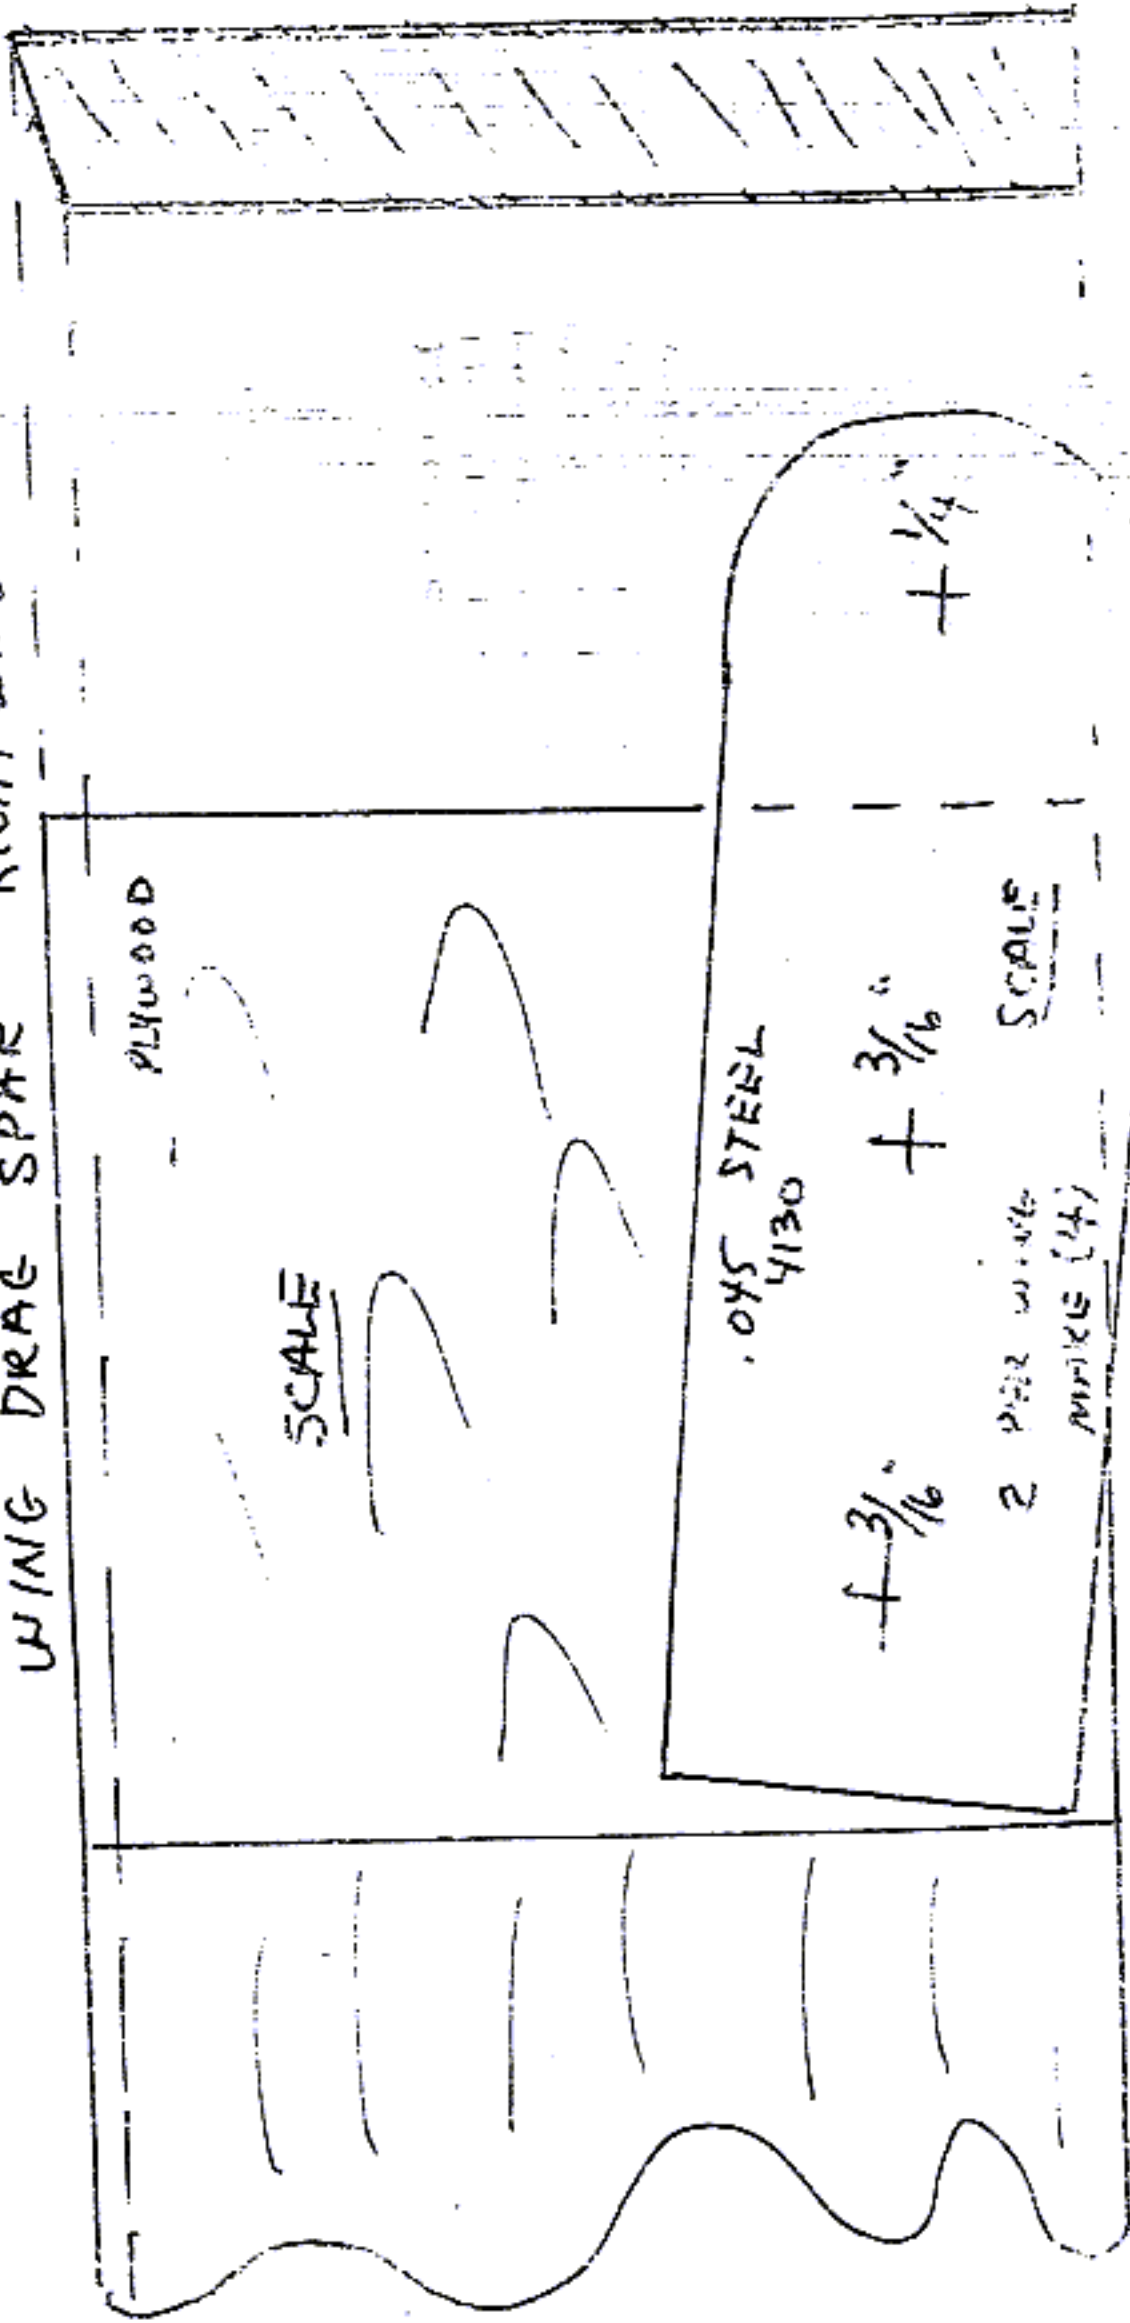 WING DRAG SPAR
PLYWOOD
SCALE
.045 STEEL
4130
3/16"
3/16"
1/4"
2 PER WING
MAKE (4)
SCALE